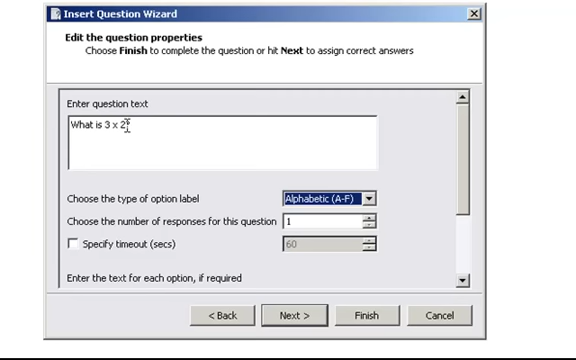 Insert Question Wizard
Edit the question properties
Choose Finish to complete the question or hit Next to assign correct answers
Enter question text
What is 3 x 2?
Choose the type of option label
Alphabetic (A-F)
Choose the number of responses for this question
1
Specify timeout (secs)
60
Enter the text for each option, if required
< Back
Next >
Finish
Cancel